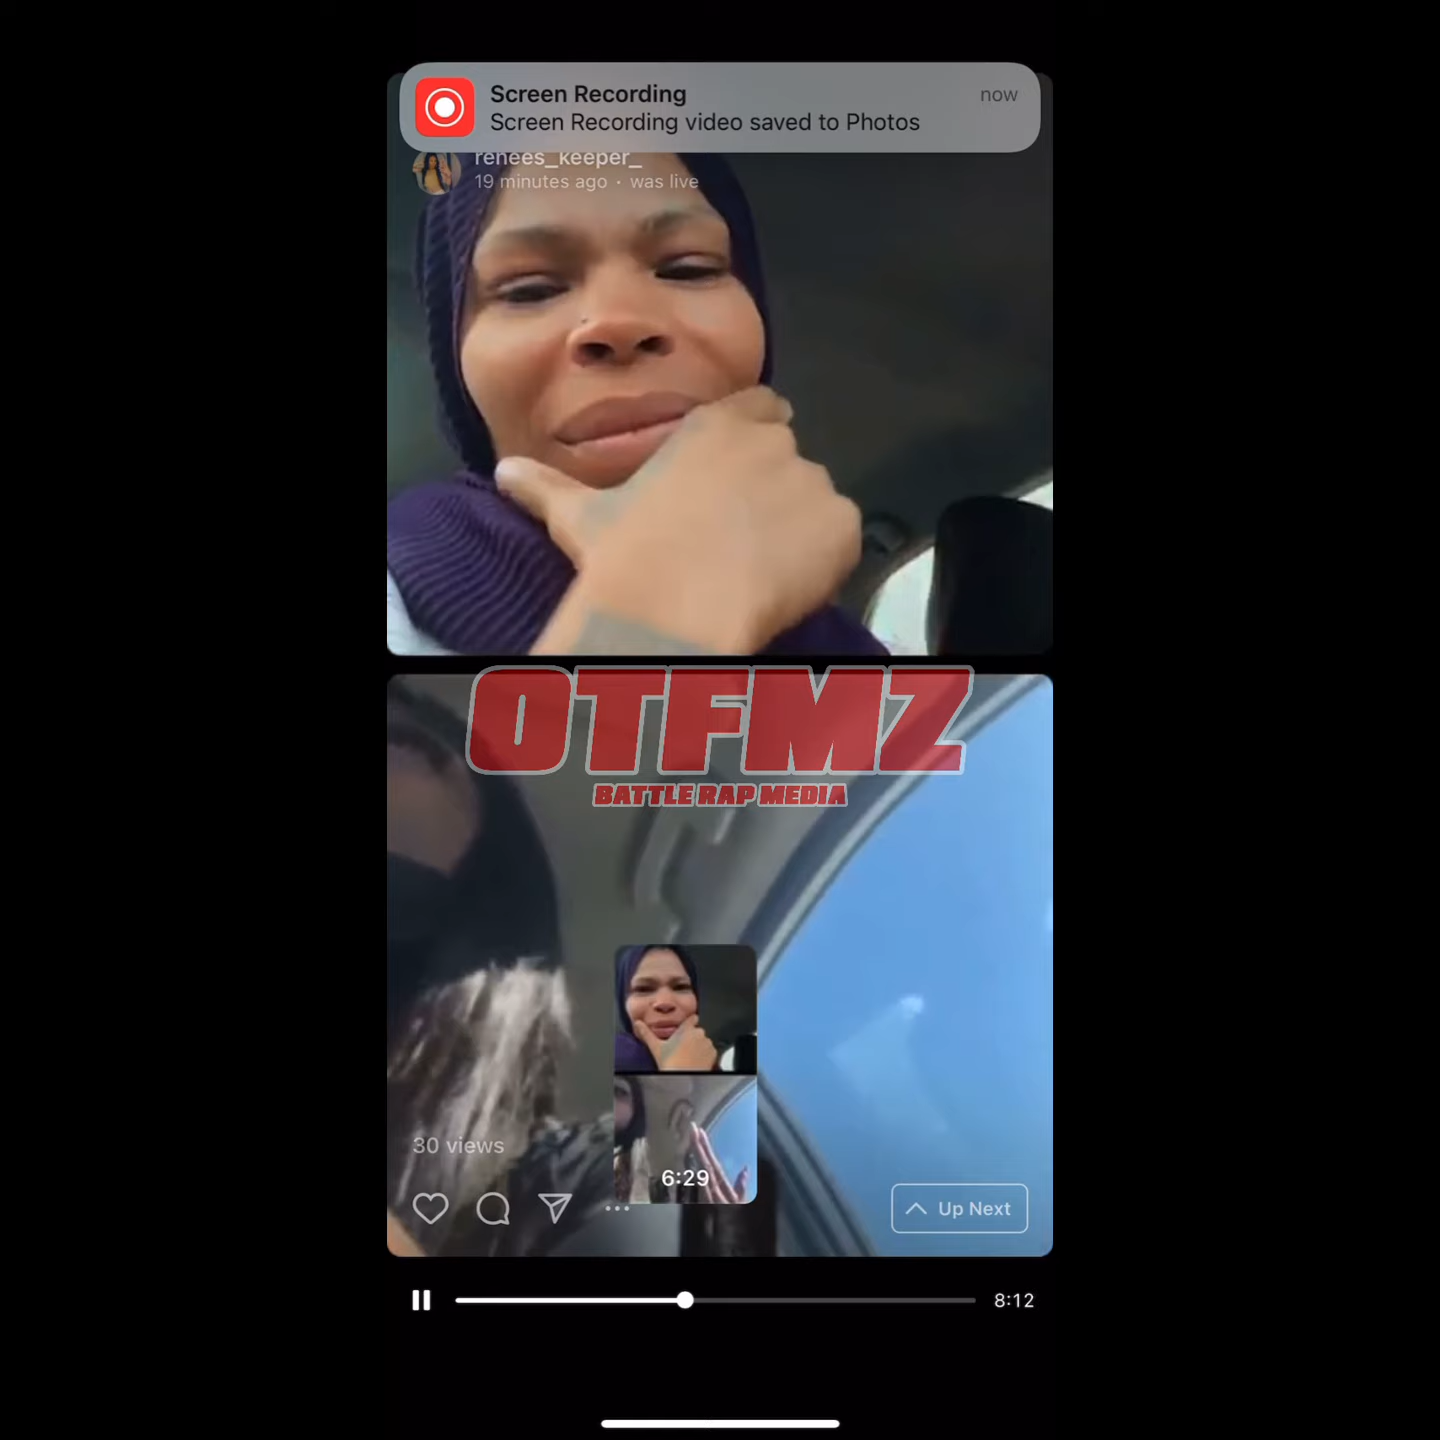 Screen Recording
now
Screen Recording video saved to Photos
renees_keeper_
19 minutes ago · was live
OTFMZ
BATTLE RAP MEDIA
30 views
6:29
Up Next
8:12